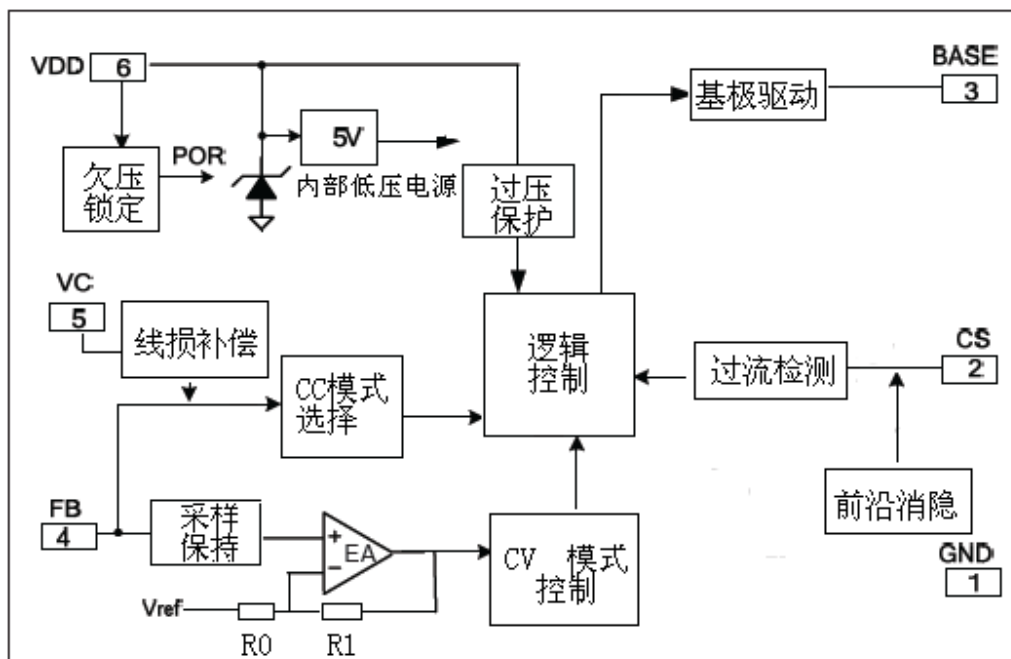 VDD
6
BASE
3
基极驱动
5V
POR
欠压
锁定
内部低压电源
过压
保护
VC
5
线损补偿
逻辑
控制
CS
2
过流检测
CC模式
选择
前沿消隐
FB
4
采样
保持
+
EA
−
CV 模式
控制
GND
1
Vref
R0
R1